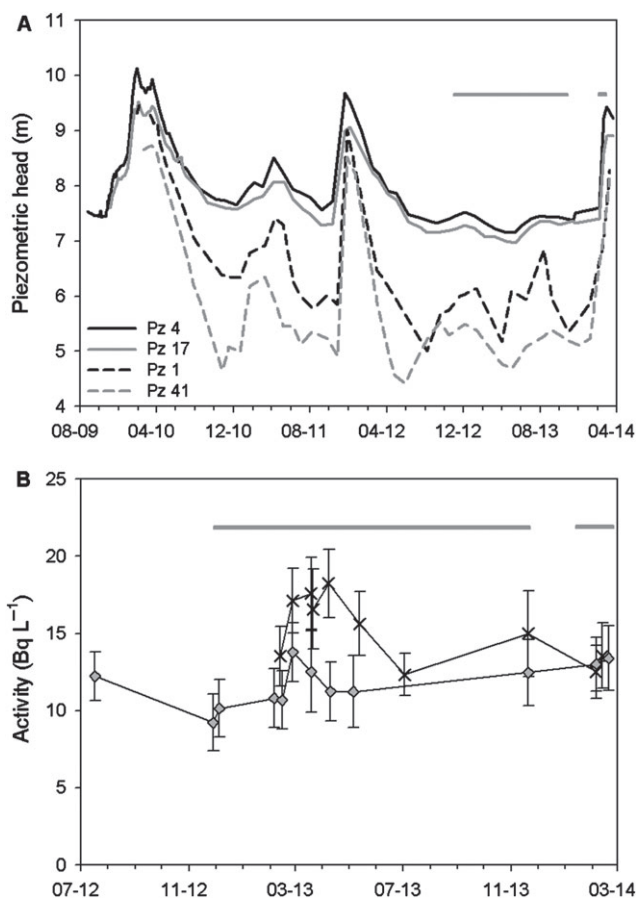 A
11
10
9
8
7
6
5
4
Piezometric head (m)
Pz 4
Pz 17
Pz 1
Pz 41
08-09 04-10 12-10 08-11 04-12 12-12 08-13 04-14
B
25
20
15
10
5
0
Activity (Bq L⁻¹)
07-12 11-12 03-13 07-13 11-13 03-14